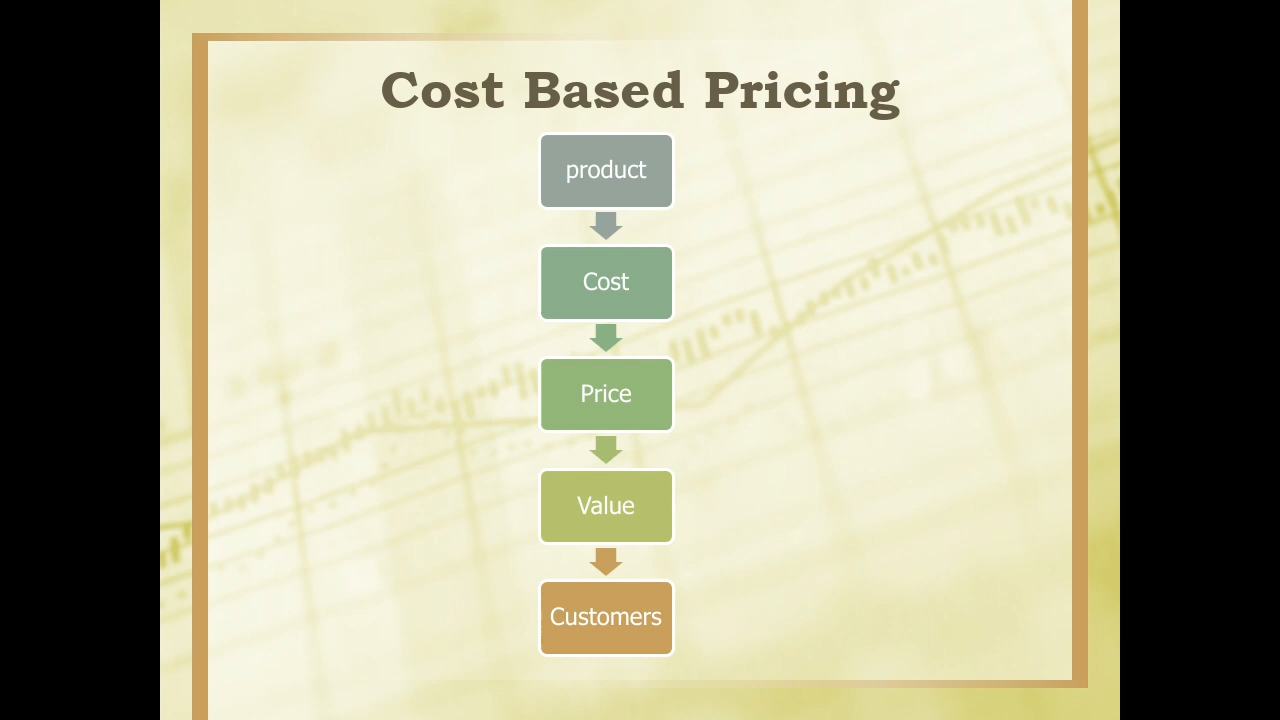 Cost Based Pricing
product
Cost
Price
Value
Customers